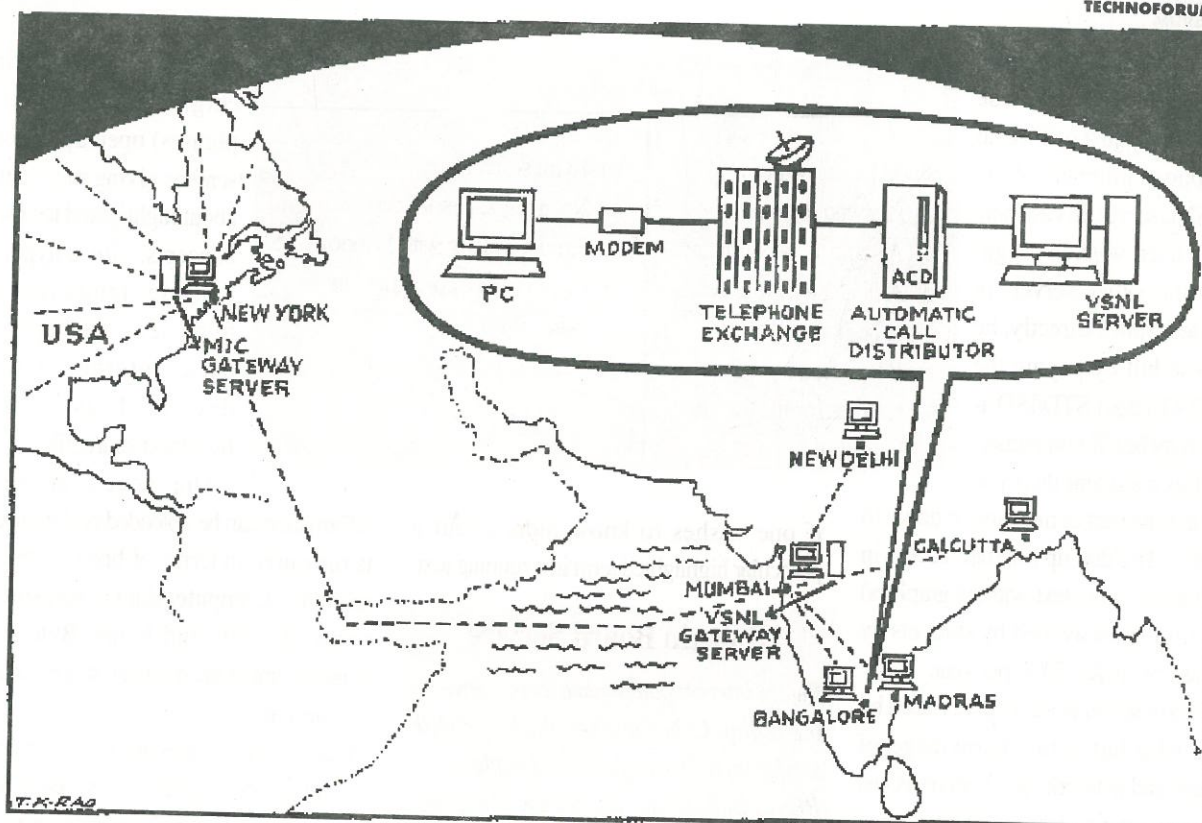 TECHNOFORUM
PC
MODEM
TELEPHONE
EXCHANGE
ACD
AUTOMATIC
CALL
DISTRIBUTOR
VSNL
SERVER
USA
NEW YORK
GATEWAY
SERVER
NEW DELHI
CALCUTTA
MUMBAI
VSNL
GATEWAY
SERVER
BANGALORE
MADRAS
T.K-RAO